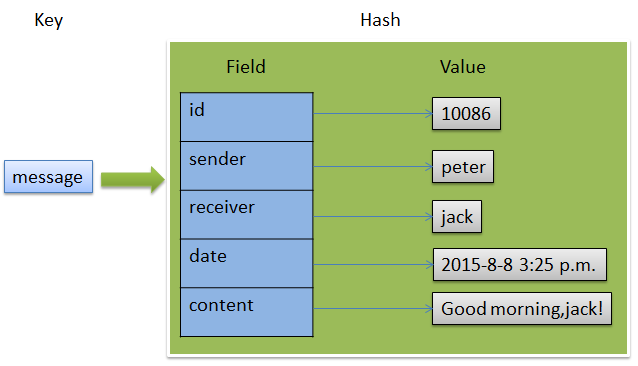 Key
Hash
Field
Value
id
10086
sender
peter
message
receiver
jack
date
2015-8-8 3:25 p.m.
content
Good morning,jack!